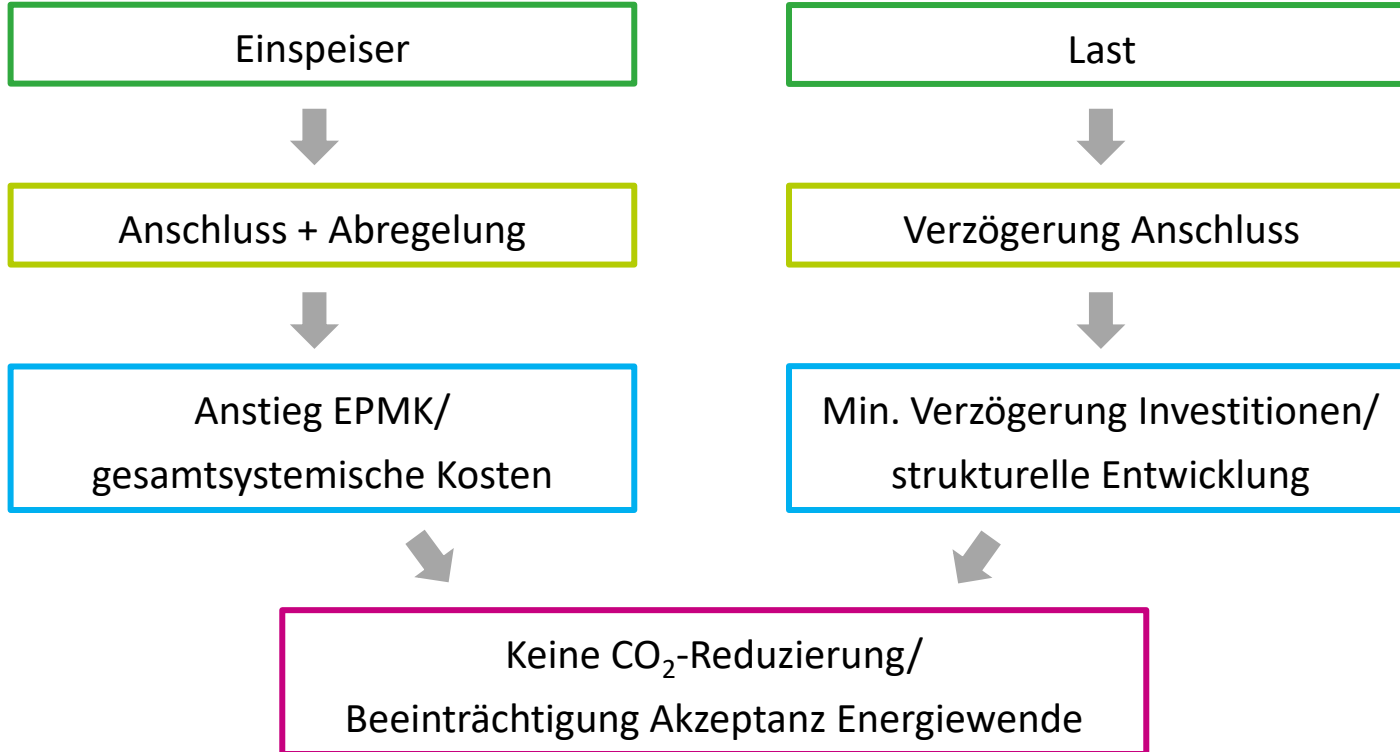 Einspeiser
Last
Anschluss + Abregelung
Verzögerung Anschluss
Anstieg EPMK/
gesamtsystemische Kosten
Min. Verzögerung Investitionen/
strukturelle Entwicklung
Keine CO₂-Reduzierung/
Beeinträchtigung Akzeptanz Energiewende